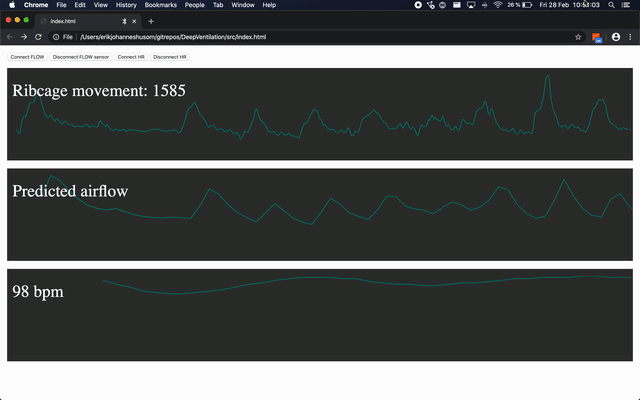 Chrome File Edit View History Bookmarks People Tab Window Help 26 % Fri 28 Feb 10:53:03
index.html
File | /Users/erikjohanneshusom/gitrepos/DeepVentilation/src/index.html
Connect FLOW Disconnect FLOW sensor Connect HR Disconnect HR
Ribcage movement: 1585
Predicted airflow
98 bpm